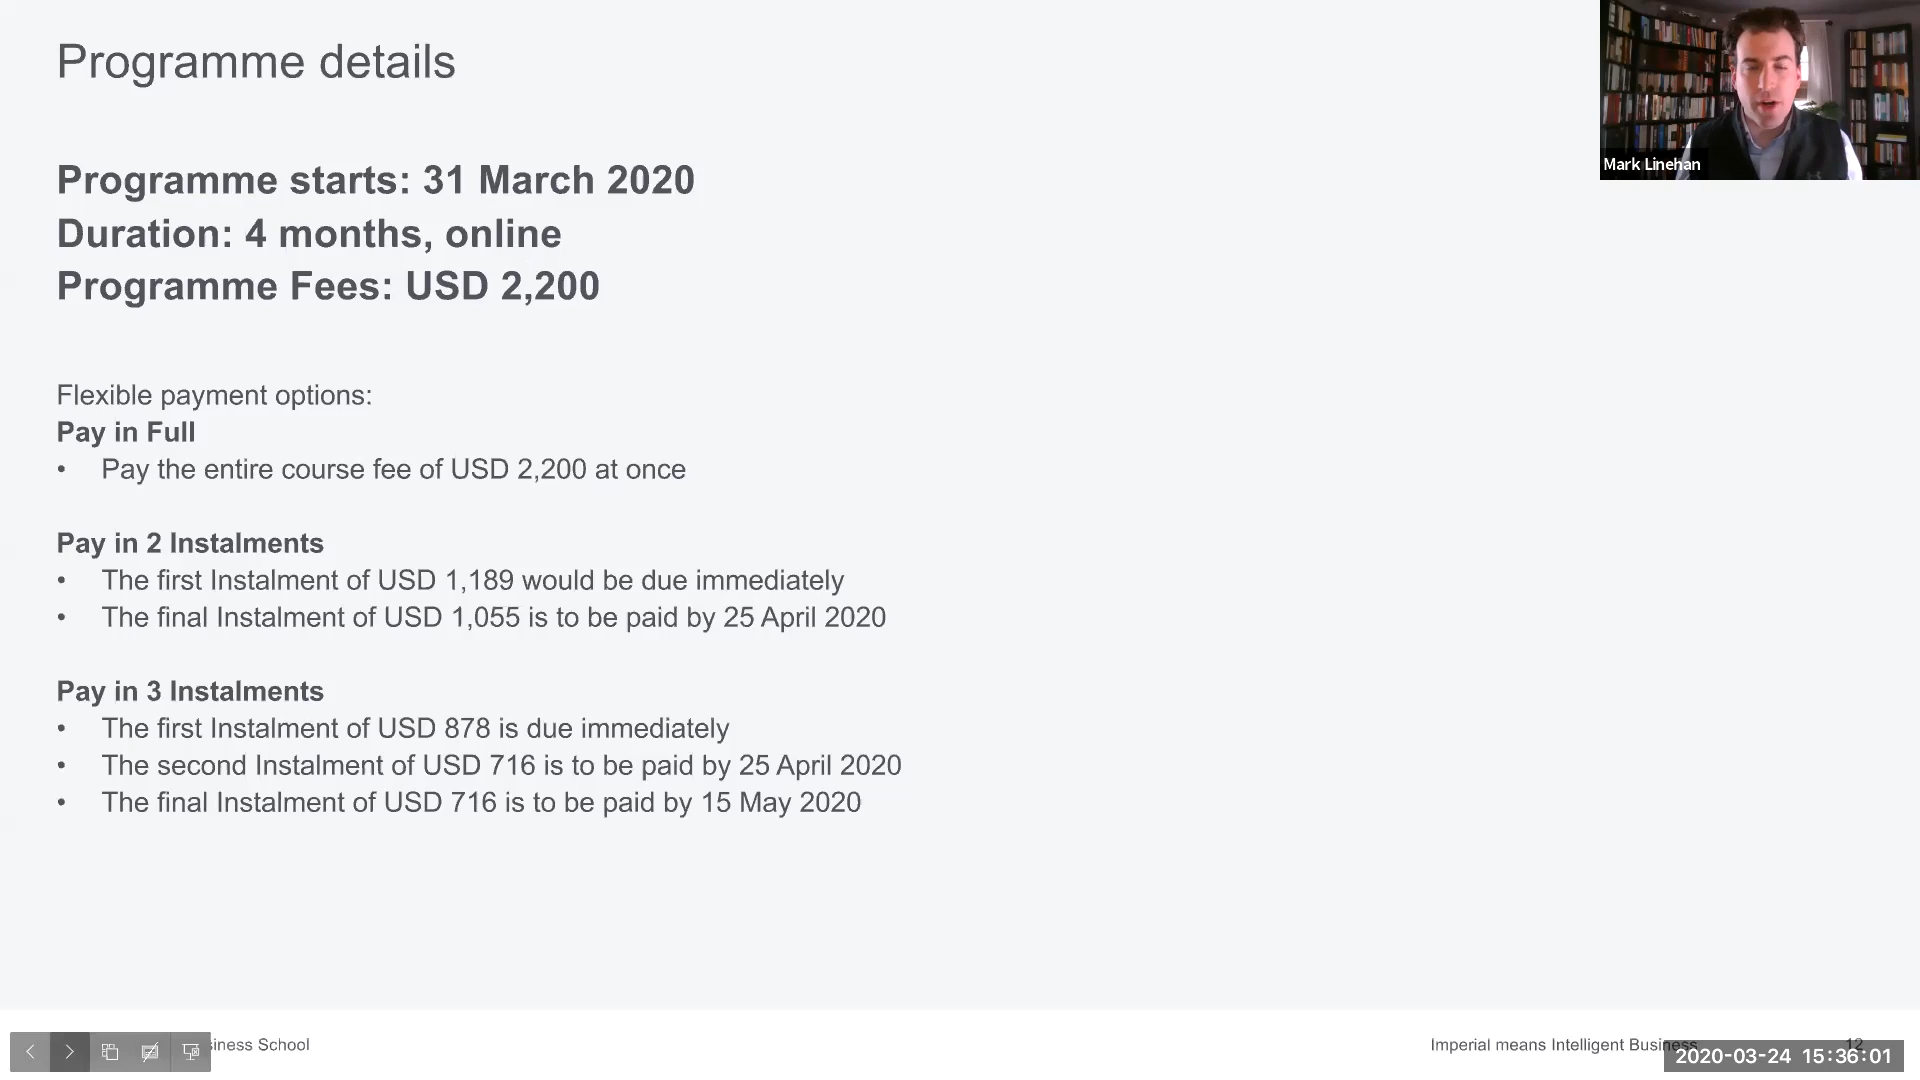 Programme details
Mark Linehan
Programme starts: 31 March 2020
Duration: 4 months, online
Programme Fees: USD 2,200
Flexible payment options:
Pay in Full
• Pay the entire course fee of USD 2,200 at once
Pay in 2 Instalments
• The first Instalment of USD 1,189 would be due immediately
• The final Instalment of USD 1,055 is to be paid by 25 April 2020
Pay in 3 Instalments
• The first Instalment of USD 878 is due immediately
• The second Instalment of USD 716 is to be paid by 25 April 2020
• The final Instalment of USD 716 is to be paid by 15 May 2020
siness School
Imperial means Intelligent Business
12
2020-03-24 15:36:01